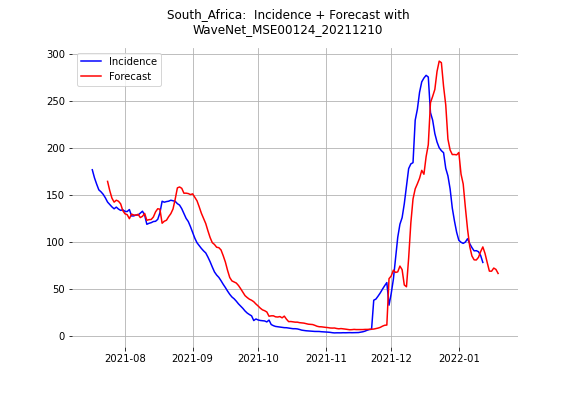 South_Africa:  Incidence + Forecast with
WaveNet_MSE00124_20211210
Incidence
Forecast
300
250
200
150
100
50
0
2021-08 2021-09 2021-10 2021-11 2021-12 2022-01